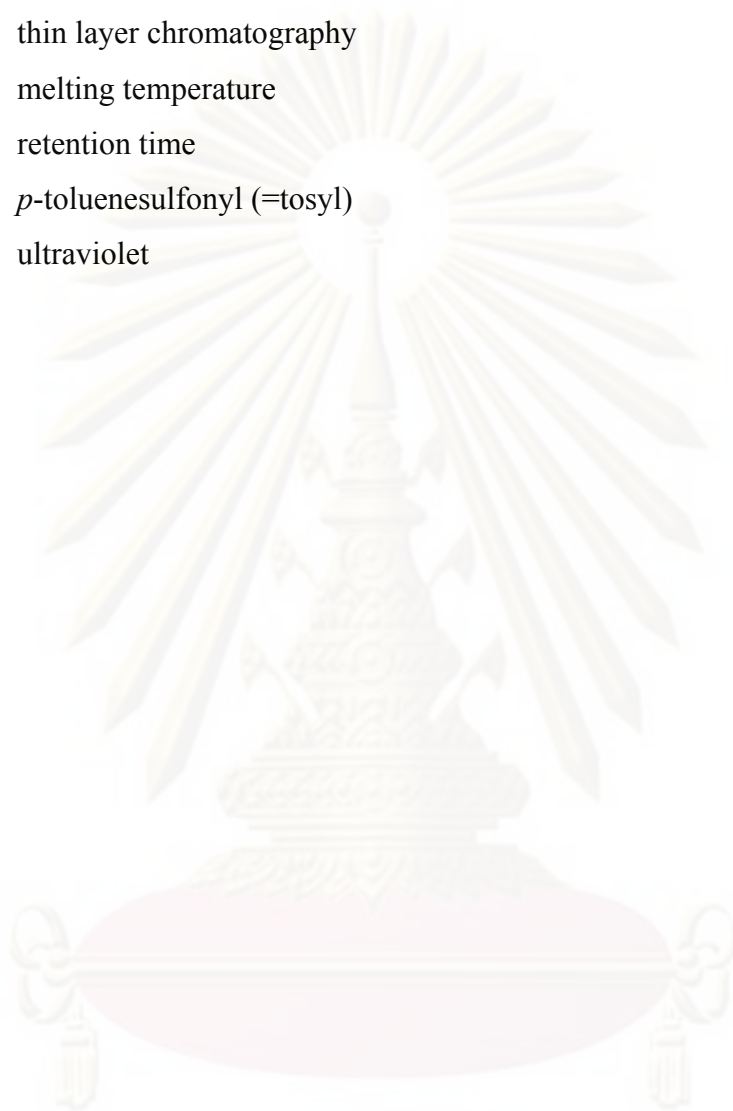 thin layer chromatography
melting temperature
retention time
p-toluenesulfonyl (=tosyl)
ultraviolet